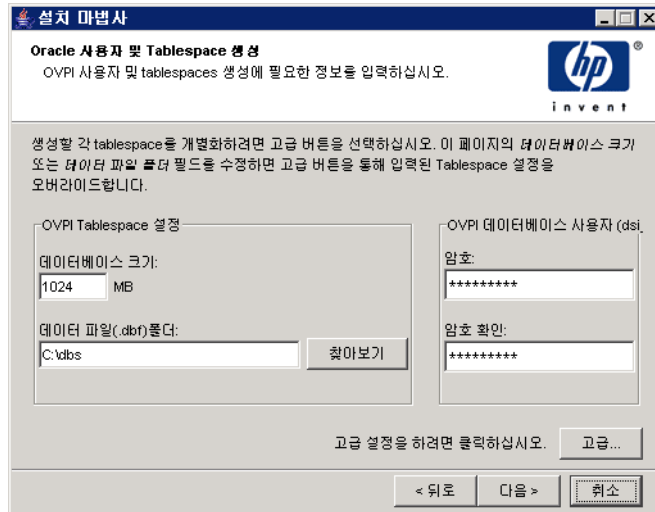 설치 마법사
Oracle 사용자 및 Tablespace 생성
OVPI 사용자 및 tablespaces 생성에 필요한 정보를 입력하십시오.
hp
®
invent
생성할 각 tablespace를 개별화하려면 고급 버튼을 선택하십시오. 이 페이지의 데이터베이스 크기
또는 데이터 파일 폴더 필드를 수정하면 고급 버튼을 통해 입력된 Tablespace 설정을
오버라이드합니다.
OVPI Tablespace 설정
데이터베이스 크기:
1024 MB
데이터 파일(.dbf)폴더:
C:\dbs 찾아보기
OVPI 데이터베이스 사용자 (dsi_
암호:
*********
암호 확인:
*********
고급 설정을 하려면 클릭하십시오. 고급...
< 뒤로 다음 > 취소